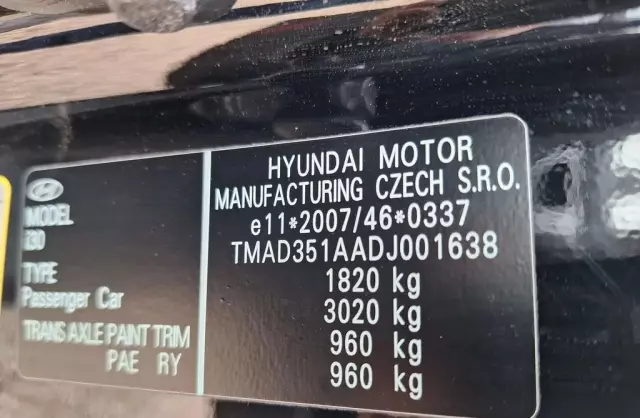 MODEL
i30
TYPE
Passenger Car
TRANS AXLE PAINT TRIM
PAE RY
HYUNDAI MOTOR
MANUFACTURING CZECH S.R.O.
e11*2007/46*0337
TMAD351AADJ001638
1820 kg
3020 kg
960 kg
960 kg